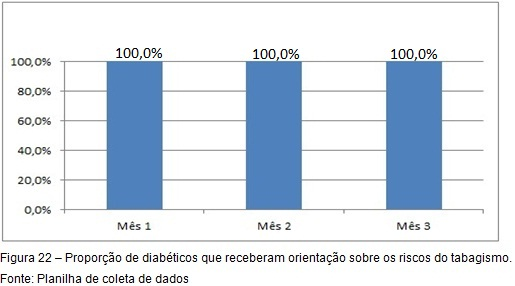 100,0% 100,0% 100,0%
100,0%
80,0%
60,0%
40,0%
20,0%
0,0%
Mês 1 Mês 2 Mês 3
Figura 22 – Proporção de diabéticos que receberam orientação sobre os riscos do tabagismo.
Fonte: Planilha de coleta de dados